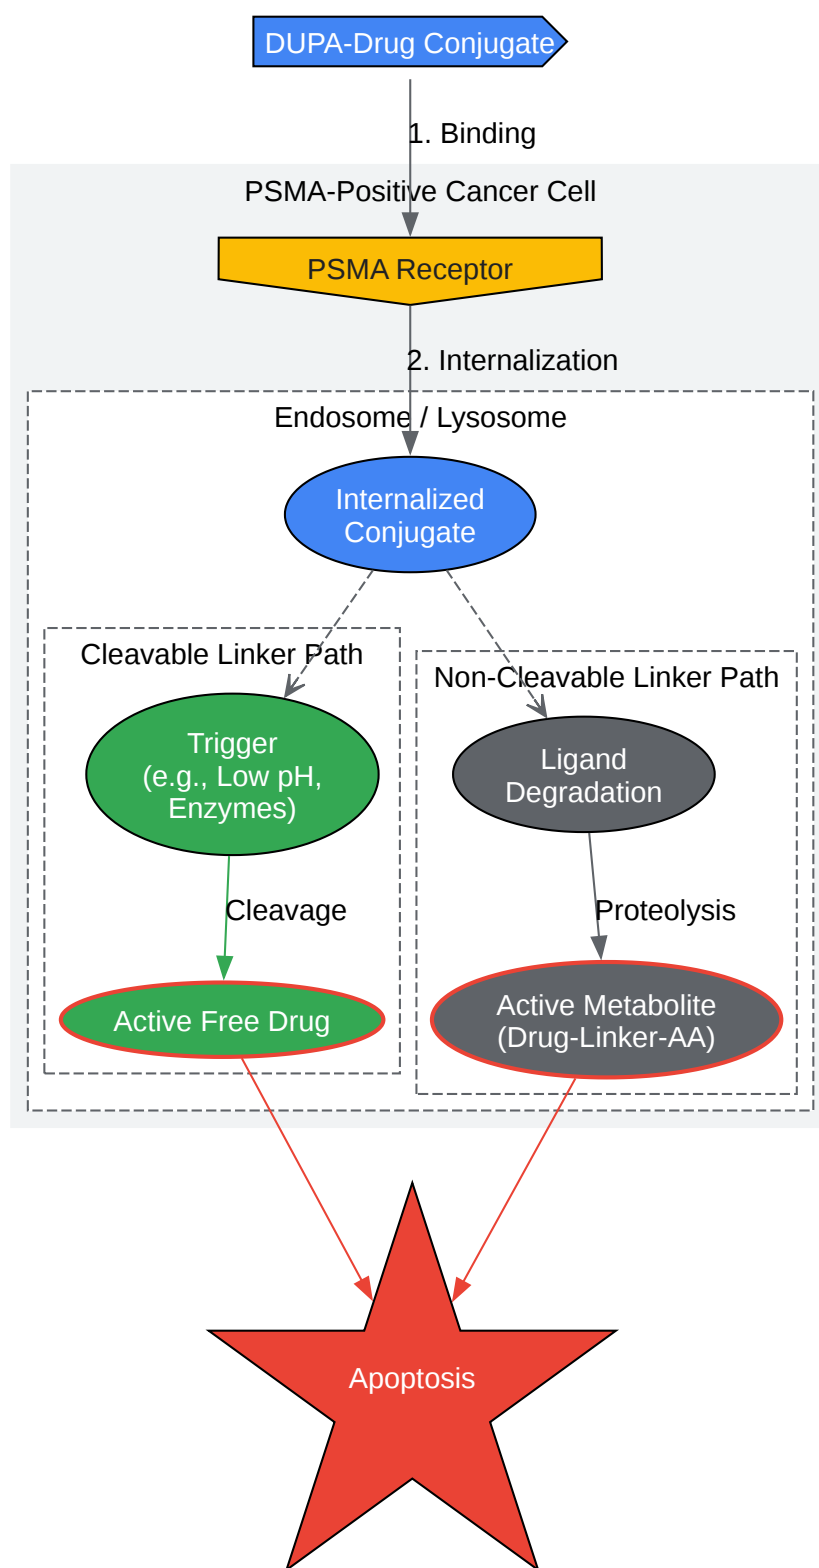 DUPA-Drug Conjugate
1. Binding
PSMA-Positive Cancer Cell
PSMA Receptor
2. Internalization
Endosome / Lysosome
Internalized
Conjugate
Cleavable Linker Path
Trigger
(e.g., Low pH,
Enzymes)
Cleavage
Active Free Drug
Non-Cleavable Linker Path
Ligand
Degradation
Proteolysis
Active Metabolite
(Drug-Linker-AA)
Apoptosis